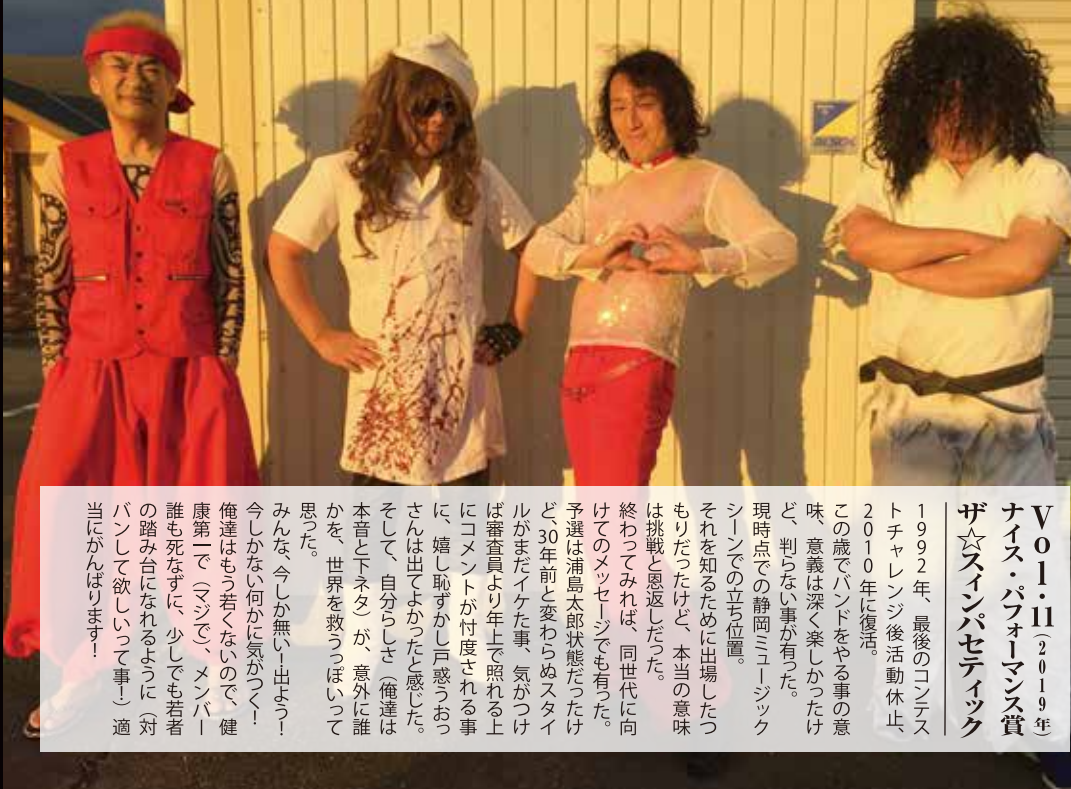 Vol・11（2019年）
ナイス・パフォーマンス賞
ザ☆スィンパセティック
1992年、最後のコンテス
トチャレンジ後活動休止、
2010年に復活。
この歳でバンドをやる事の意
味、意義は深く楽しかったけ
ど、判らない事が有った。
現時点での静岡ミュージック
シーンでの立ち位置。
それを知るために出場したつ
もりだったけど、本当の意味
は挑戦と恩返しだった。
終わってみれば、同世代に向
けてのメッセージでも有った。
予選は浦島太郎状態だったけ
ど、30年前と変わらぬスタイ
ルがまだイケた事、気がつけ
ば審査員より年上で照れる上
にコメントが忖度される事
に、嬉し恥ずかし戸惑うおっ
さんは出てよかったと感じた。
そして、自分らしさ（俺達は
本音と下ネタ）が、意外に誰
かを、世界を救うっぽいって
思った。
みんな、今しか無い！出よう！
今しかない何かに気がつく！
俺達はもう若くないので、健
康第一で（マジで）、メンバー
誰も死なずに、少しでも若者
の踏み台になれるように（対
バンして欲しいって事！）適
当にがんばります！